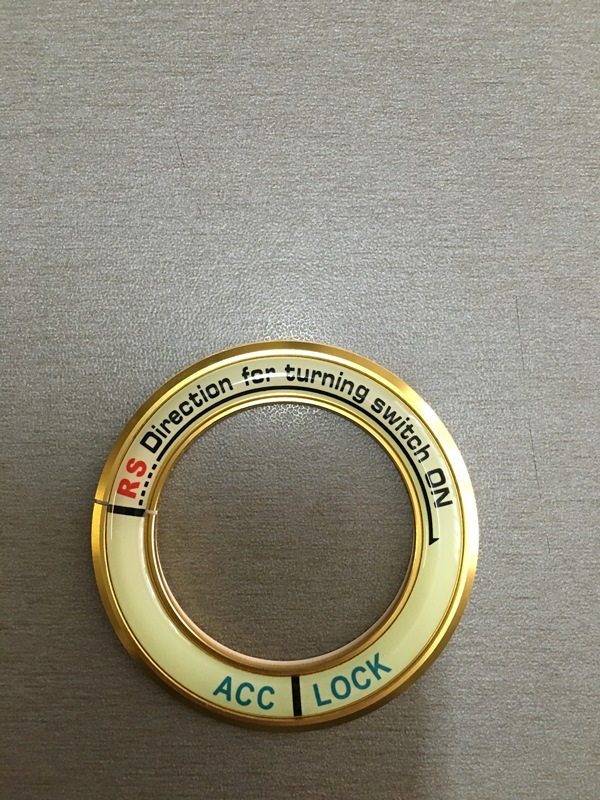 RS Direction for turning switch ON
ACC LOCK